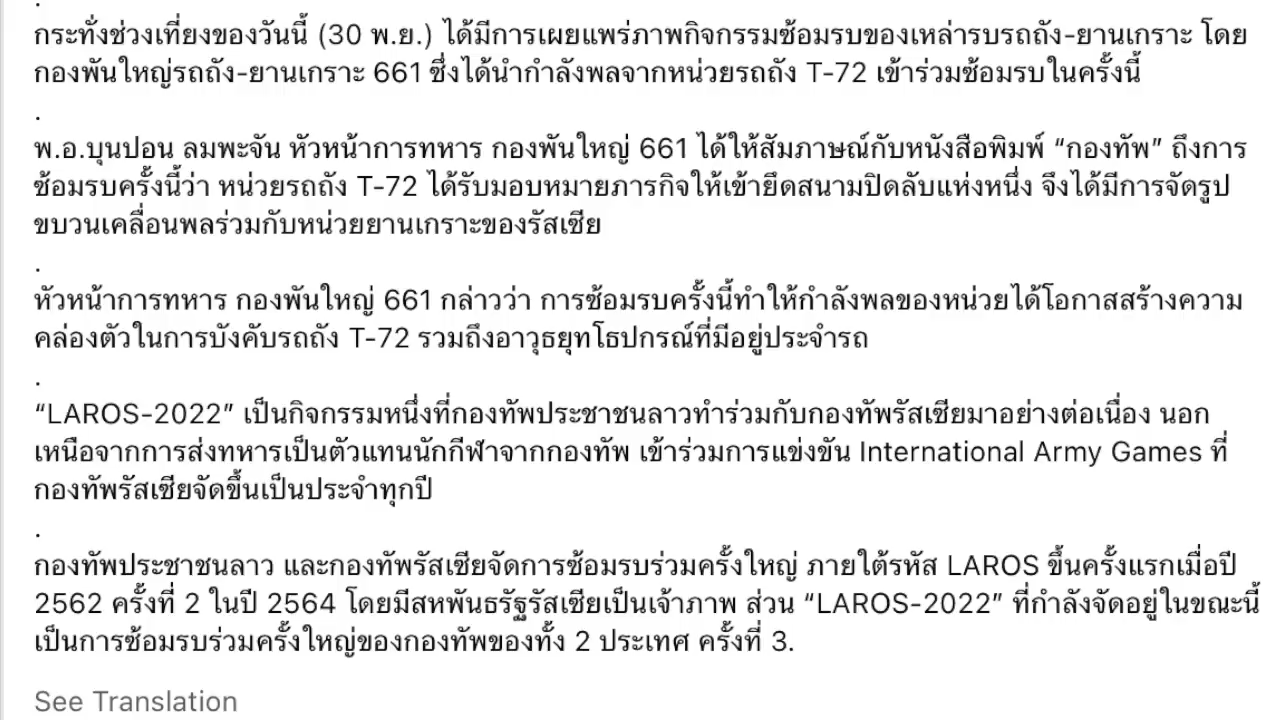 .
กระทั่งช่วงเที่ยงของวันนี้ (30 พ.ย.) ได้มีการเผยแพร่ภาพกิจกรรมซ้อมรบของเหล่ารบรถถัง-ยานเกราะ โดย
กองพันใหญ่รถถัง-ยานเกราะ 661 ซึ่งได้นำกำลังพลจากหน่วยรถถัง T-72 เข้าร่วมซ้อมรบในครั้งนี้
.
พ.อ.บุนปอน ลมพะจัน หัวหน้าการทหาร กองพันใหญ่ 661 ได้ให้สัมภาษณ์กับหนังสือพิมพ์ “กองทัพ” ถึงการ
ซ้อมรบครั้งนี้ว่า หน่วยรถถัง T-72 ได้รับมอบหมายภารกิจให้เข้ายึดสนามปิดลับแห่งหนึ่ง จึงได้มีการจัดรูป
ขบวนเคลื่อนพลร่วมกับหน่วยยานเกราะของรัสเซีย
.
หัวหน้าการทหาร กองพันใหญ่ 661 กล่าวว่า การซ้อมรบครั้งนี้ทำให้กำลังพลของหน่วยได้โอกาสสร้างความ
คล่องตัวในการบังคับรถถัง T-72 รวมถึงอาวุธยุทโธปกรณ์ที่มีอยู่ประจำรถ
.
“LAROS-2022” เป็นกิจกรรมหนึ่งที่กองทัพประชาชนลาวทำร่วมกับกองทัพรัสเซียมาอย่างต่อเนื่อง นอก
เหนือจากการส่งทหารเป็นตัวแทนนักกีฬาจากกองทัพ เข้าร่วมการแข่งขัน International Army Games ที่
กองทัพรัสเซียจัดขึ้นเป็นประจำทุกปี
.
กองทัพประชาชนลาว และกองทัพรัสเซียจัดการซ้อมรบร่วมครั้งใหญ่ ภายใต้รหัส LAROS ขึ้นครั้งแรกเมื่อปี
2562 ครั้งที่ 2 ในปี 2564 โดยมีสหพันธรัฐรัสเซียเป็นเจ้าภาพ ส่วน “LAROS-2022” ที่กำลังจัดอยู่ในขณะนี้
เป็นการซ้อมรบร่วมครั้งใหญ่ของกองทัพของทั้ง 2 ประเทศ ครั้งที่ 3.
See Translation